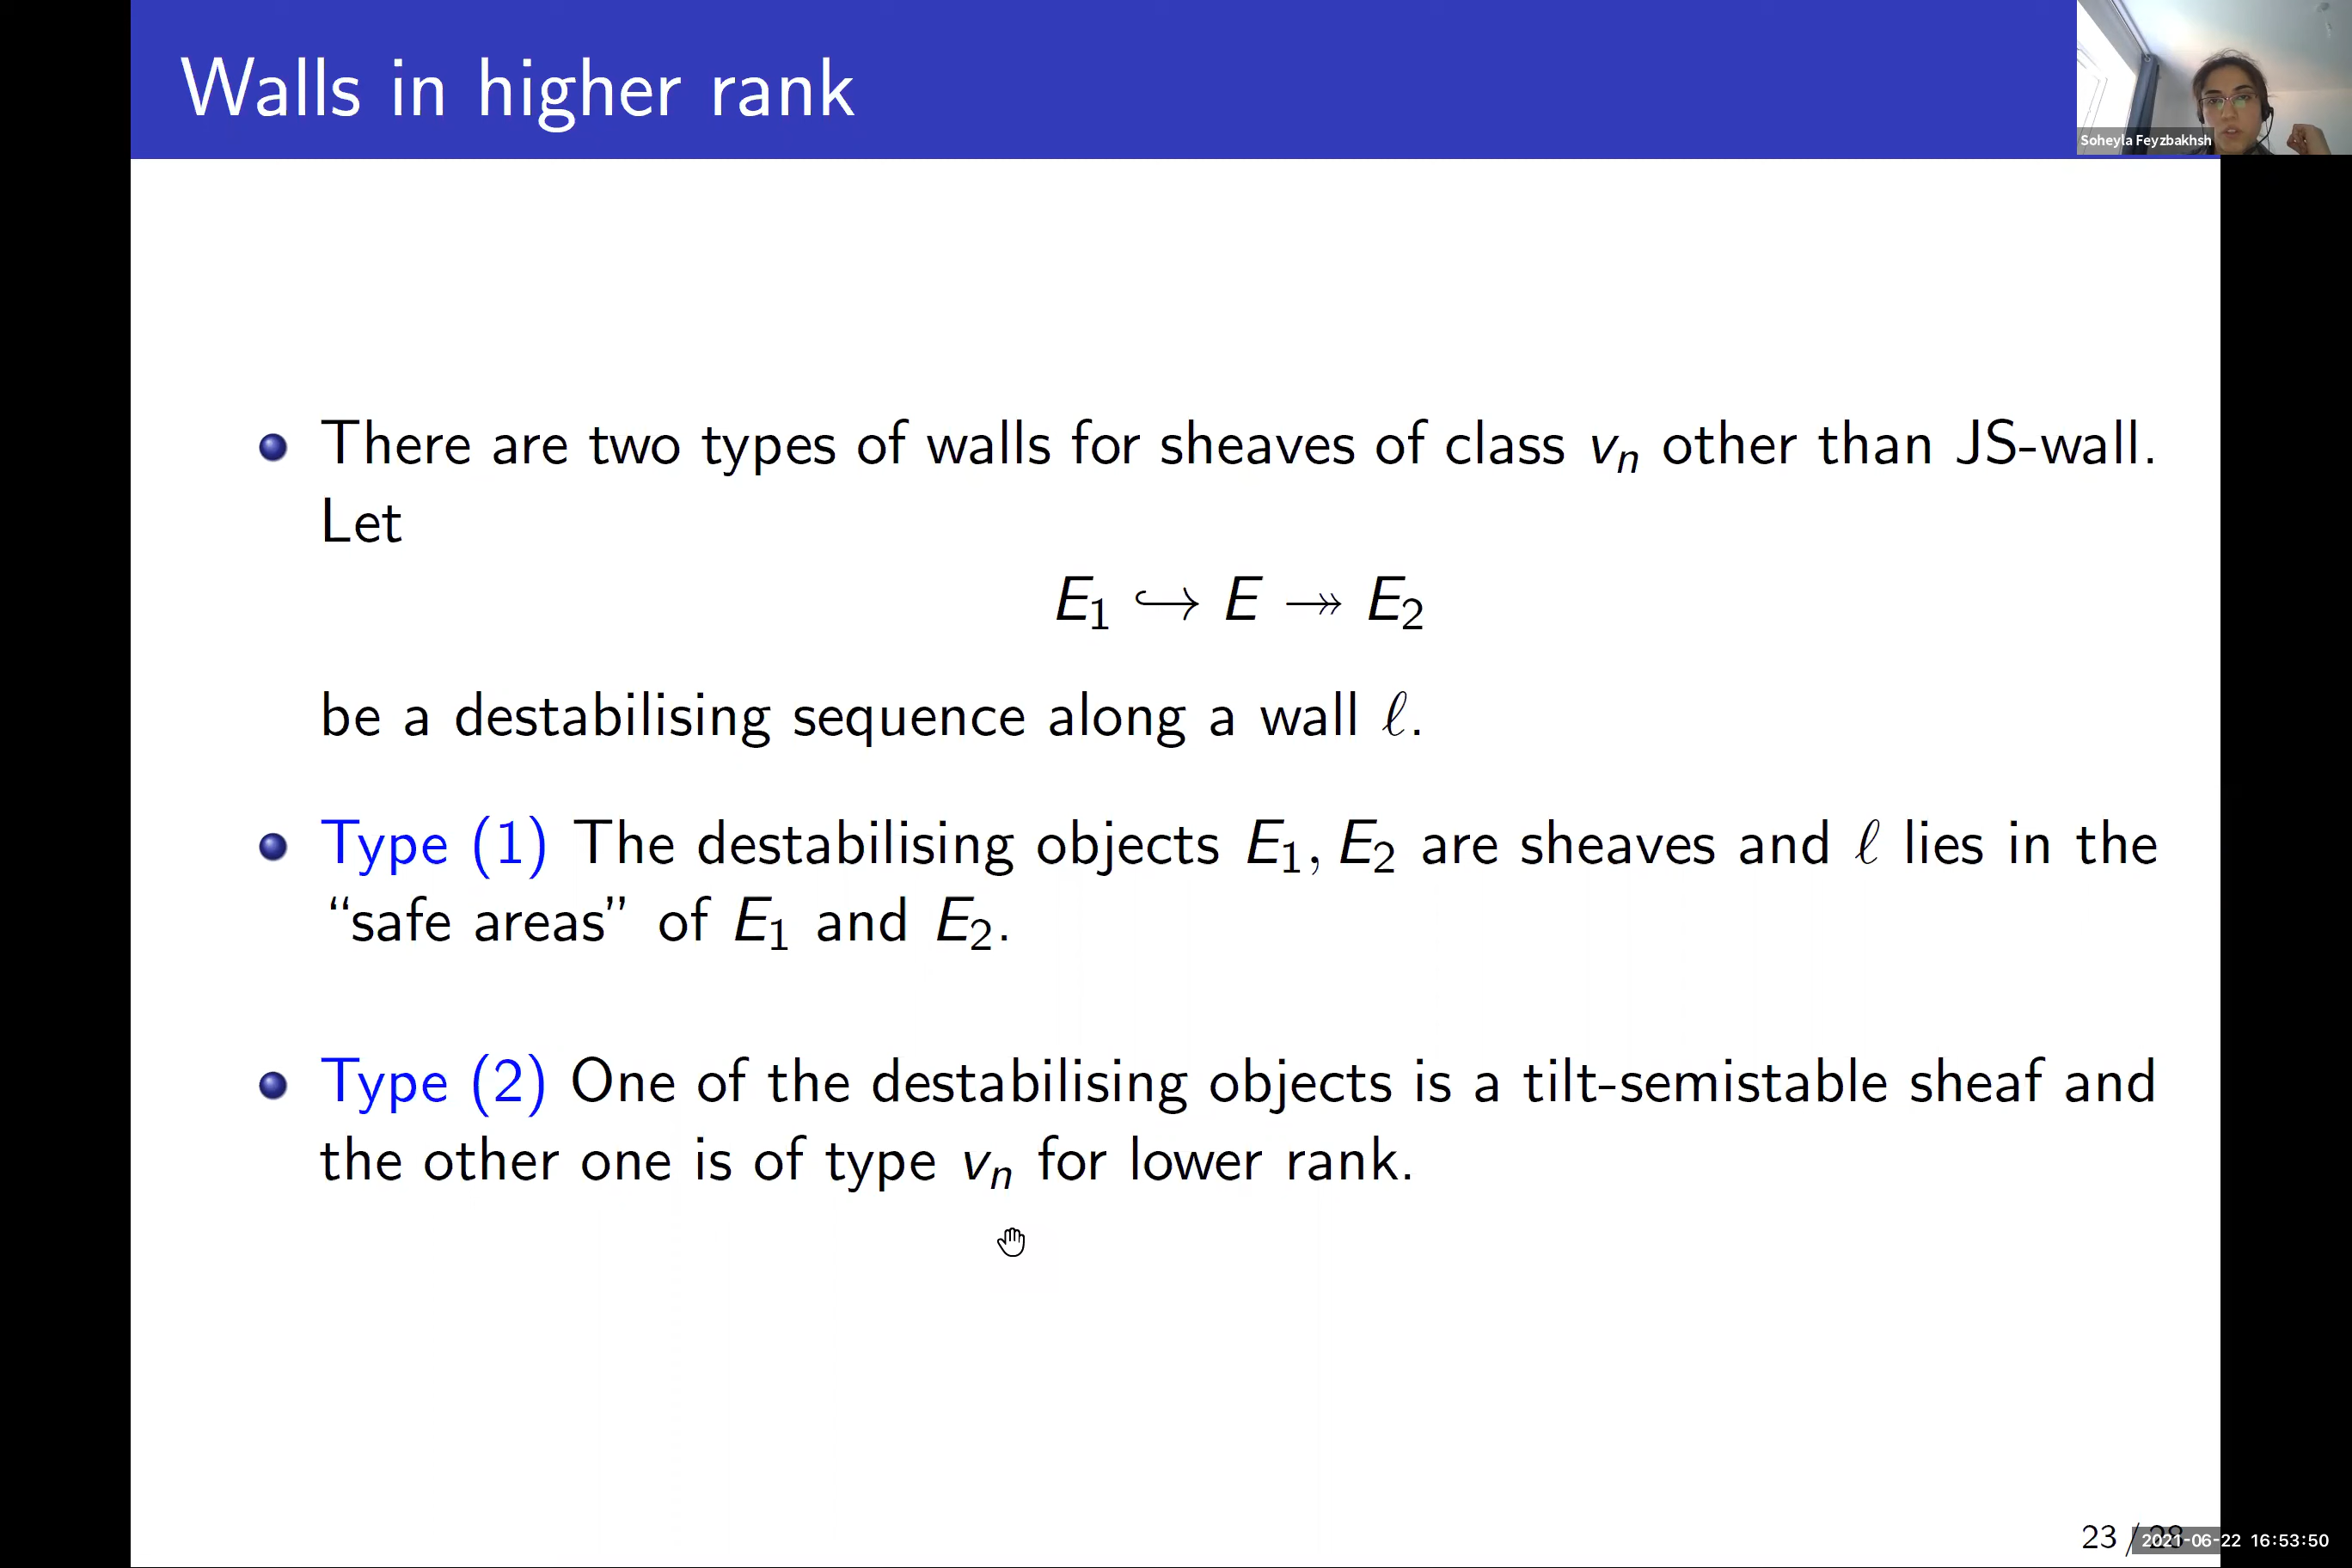 Walls in higher rank
Soheyla Feyzbakhsh
There are two types of walls for sheaves of class vₙ other than JS-wall.
Let
E₁ ↪ E ↠ E₂
be a destabilising sequence along a wall ℓ.
Type (1) The destabilising objects E₁, E₂ are sheaves and ℓ lies in the
“safe areas” of E₁ and E₂.
Type (2) One of the destabilising objects is a tilt-semistable sheaf and
the other one is of type vₙ for lower rank.
23 / 28
2021-06-22 16:53:50